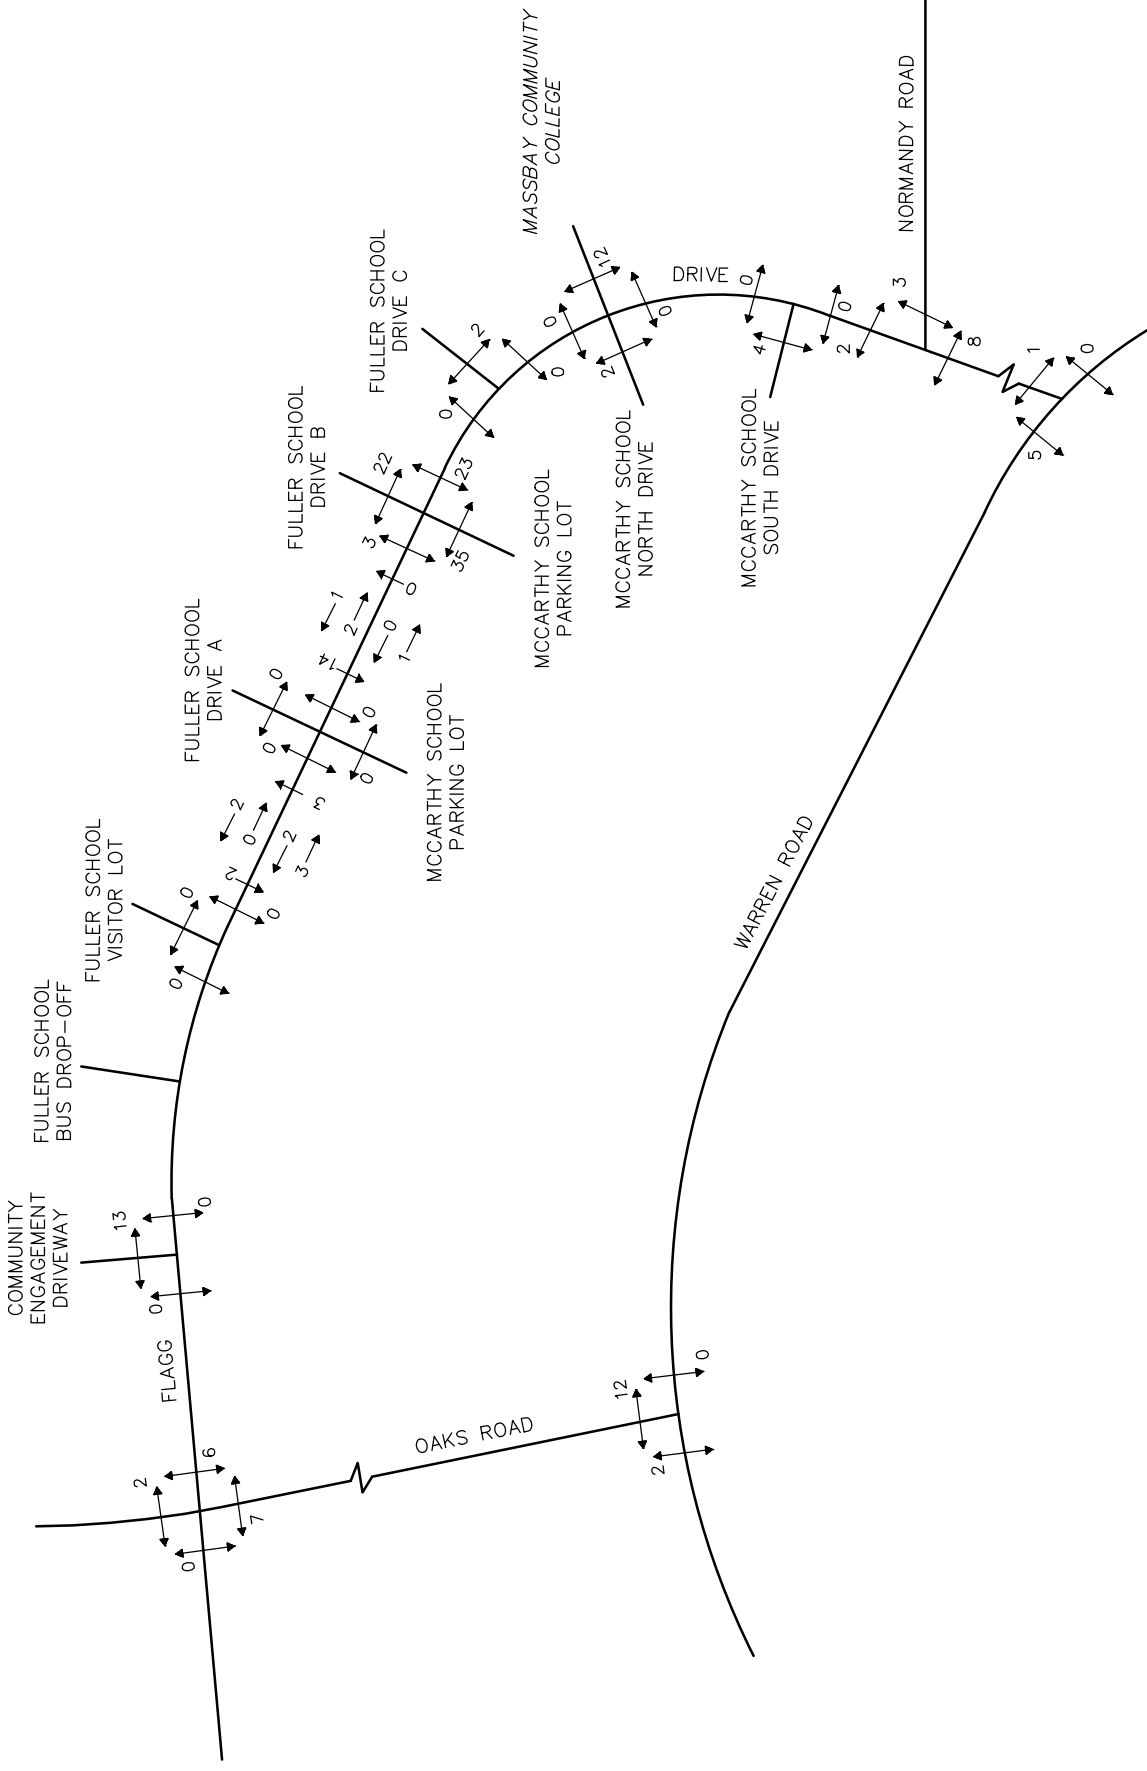 COMMUNITY
ENGAGEMENT
DRIVEWAY
FULLER SCHOOL
BUS DROP-OFF
FULLER SCHOOL
VISITOR LOT
FULLER SCHOOL
DRIVE A
FULLER SCHOOL
DRIVE B
FULLER SCHOOL
DRIVE C
MASSBAY COMMUNITY
COLLEGE
NORMANDY ROAD
FLAGG
DRIVE
MCCARTHY SCHOOL
PARKING LOT
MCCARTHY SCHOOL
PARKING LOT
MCCARTHY SCHOOL
NORTH DRIVE
MCCARTHY SCHOOL
SOUTH DRIVE
OAKS ROAD
WARREN ROAD
2
6
7
0
13
0
0
0
0
0
2
2
0
2
3
3
0
0
0
0
14
1
2
0
1
0
3
22
23
35
0
2
0
0
12
2
0
0
4
0
2
3
8
1
0
5
12
0
2